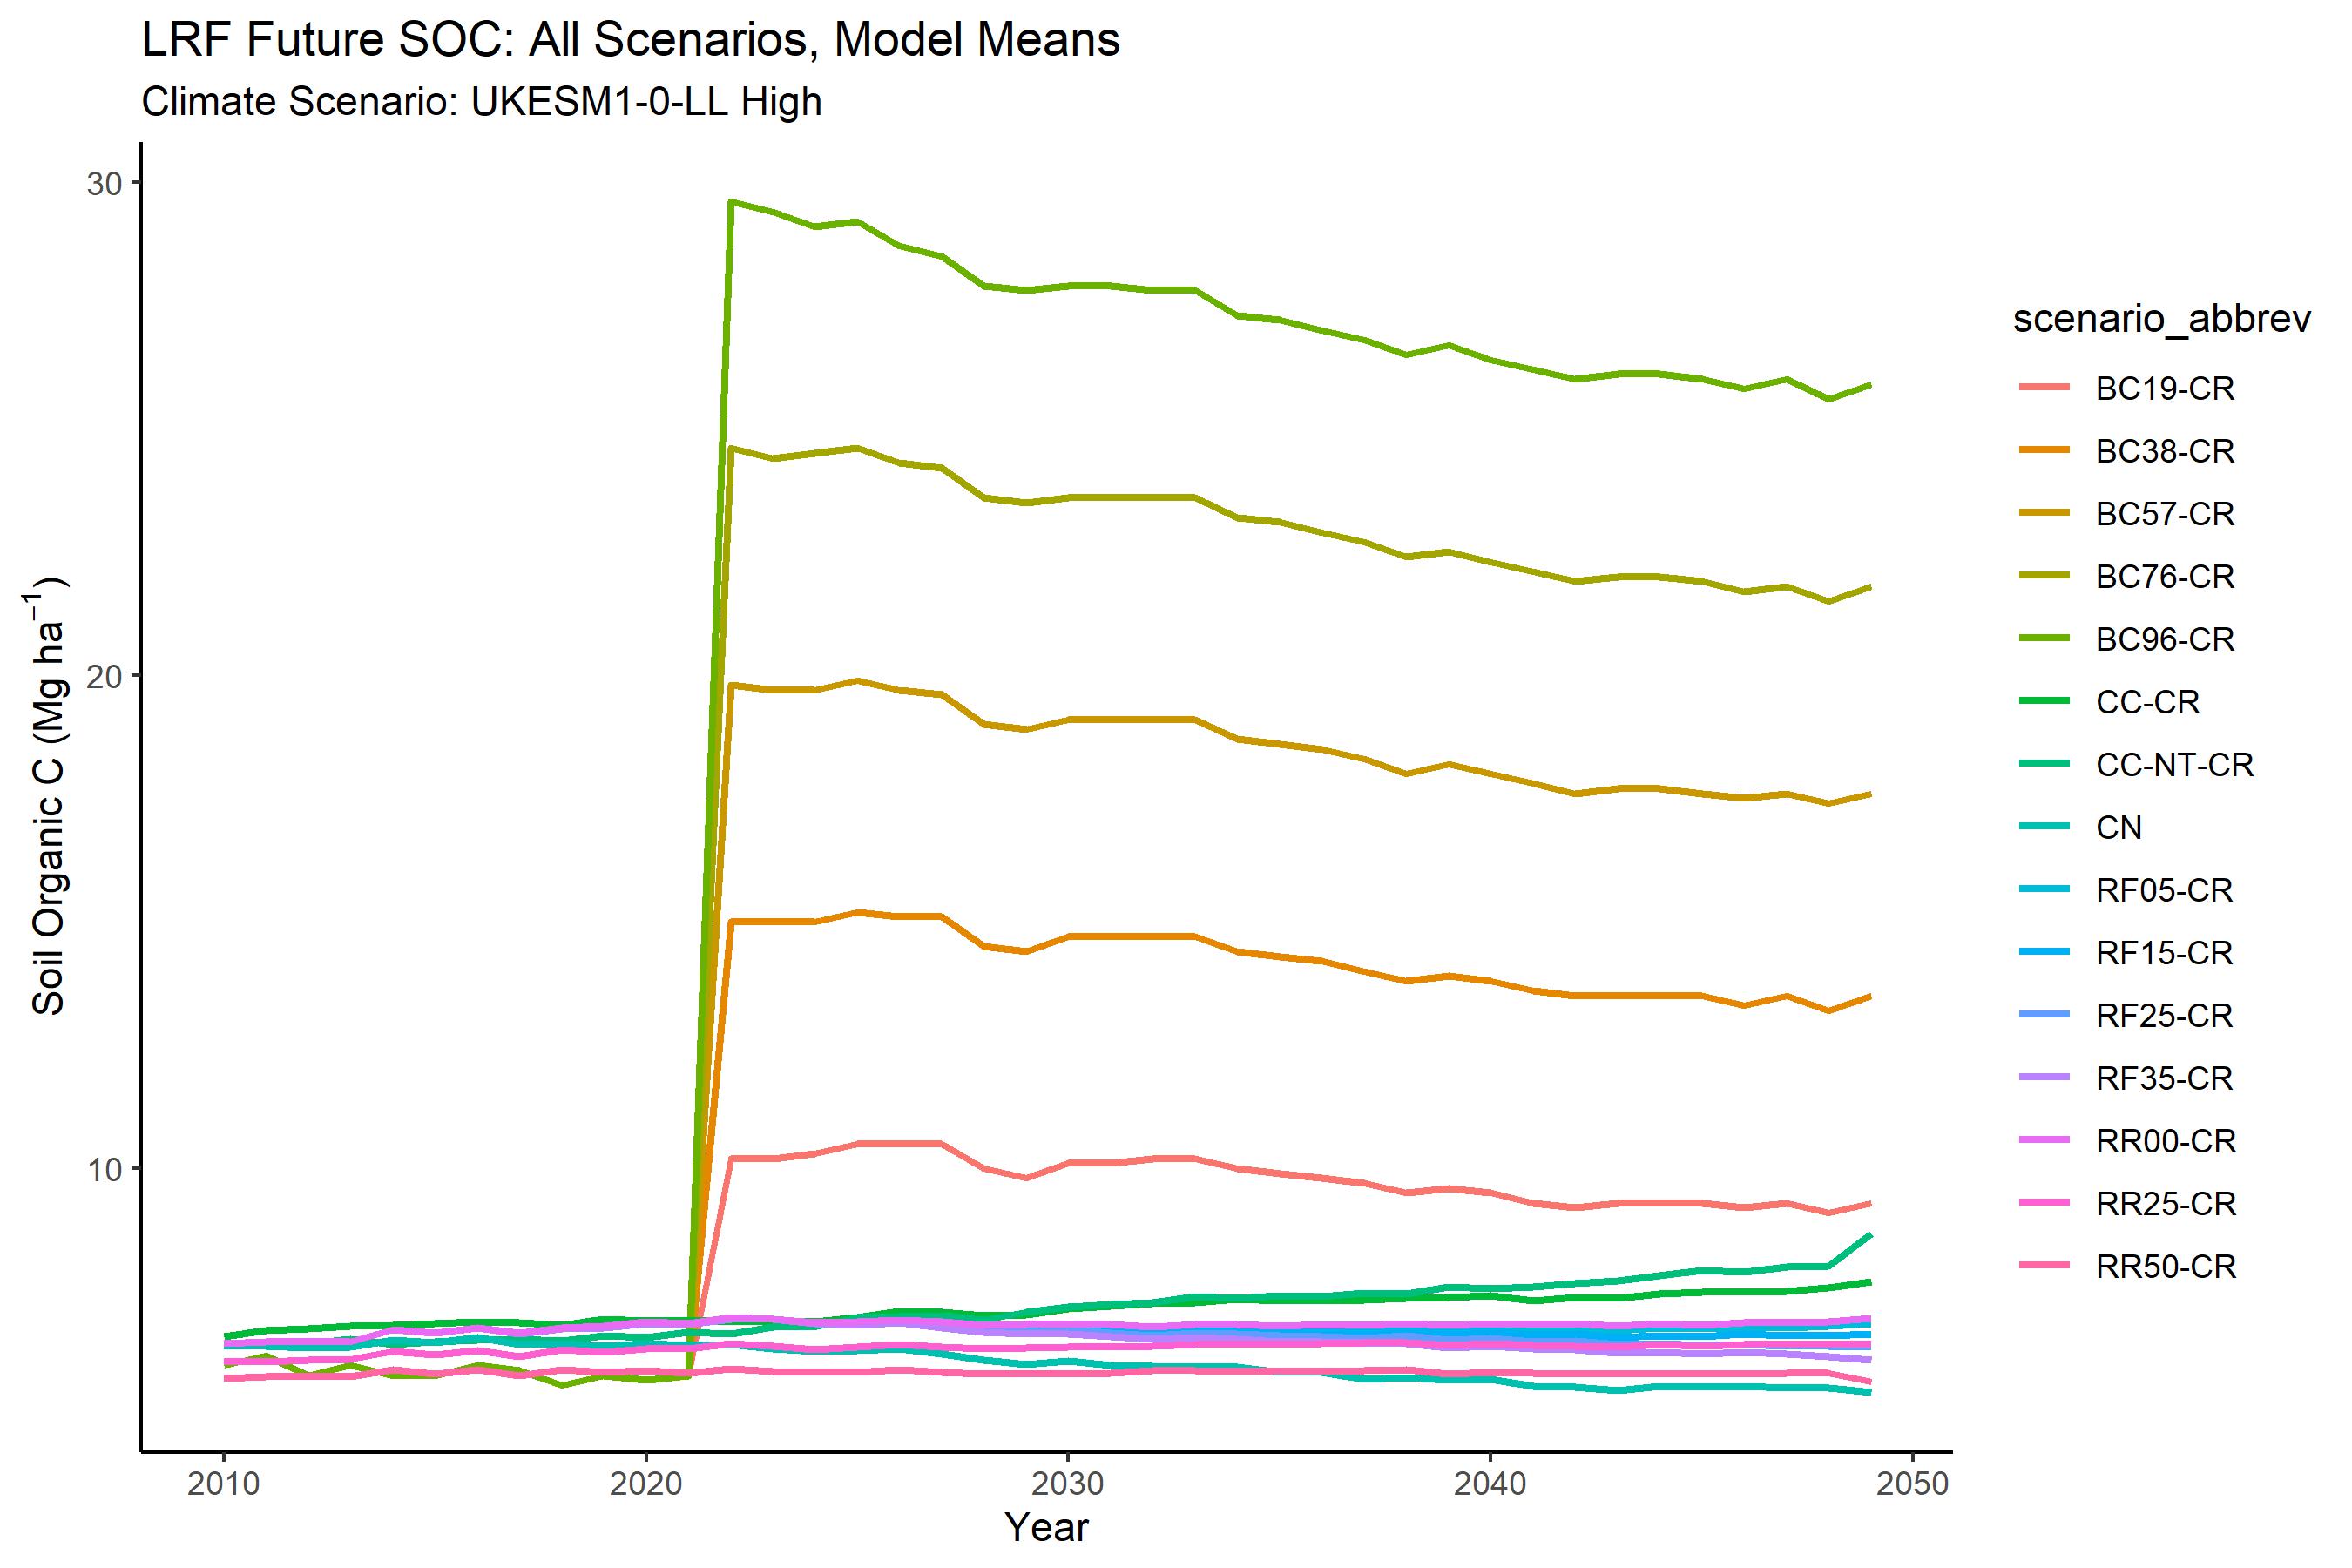 LRF Future SOC: All Scenarios, Model Means
Climate Scenario: UKESM1-0-LL High
30
20
10
Soil Organic C (Mg ha⁻¹)
2010
2020
2030
2040
2050
Year
scenario_abbrev
BC19-CR
BC38-CR
BC57-CR
BC76-CR
BC96-CR
CC-CR
CC-NT-CR
CN
RF05-CR
RF15-CR
RF25-CR
RF35-CR
RR00-CR
RR25-CR
RR50-CR